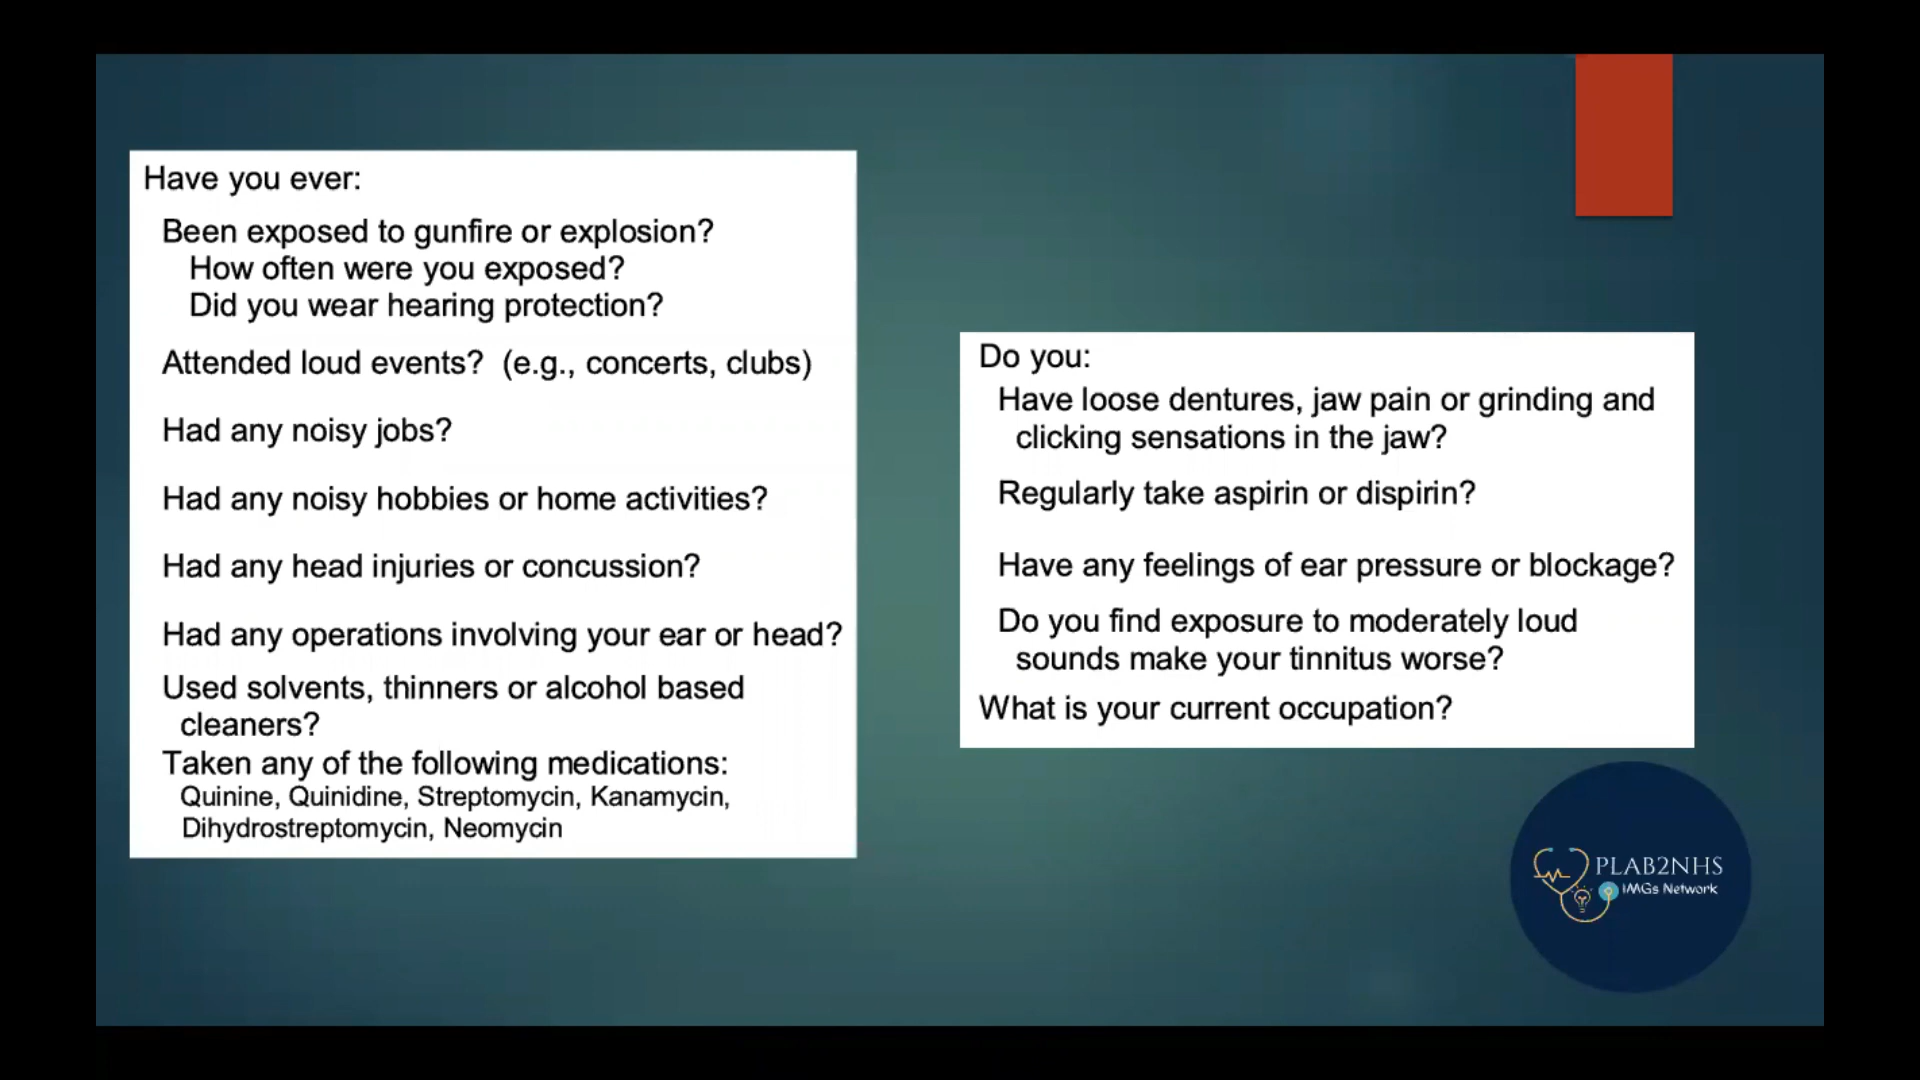 Have you ever:
Been exposed to gunfire or explosion?
How often were you exposed?
Did you wear hearing protection?
Attended loud events? (e.g., concerts, clubs)
Had any noisy jobs?
Had any noisy hobbies or home activities?
Had any head injuries or concussion?
Had any operations involving your ear or head?
Used solvents, thinners or alcohol based
cleaners?
Taken any of the following medications:
Quinine, Quinidine, Streptomycin, Kanamycin,
Dihydrostreptomycin, Neomycin
Do you:
Have loose dentures, jaw pain or grinding and
clicking sensations in the jaw?
Regularly take aspirin or dispirin?
Have any feelings of ear pressure or blockage?
Do you find exposure to moderately loud
sounds make your tinnitus worse?
What is your current occupation?
PLAB2NHS
IMGs Network